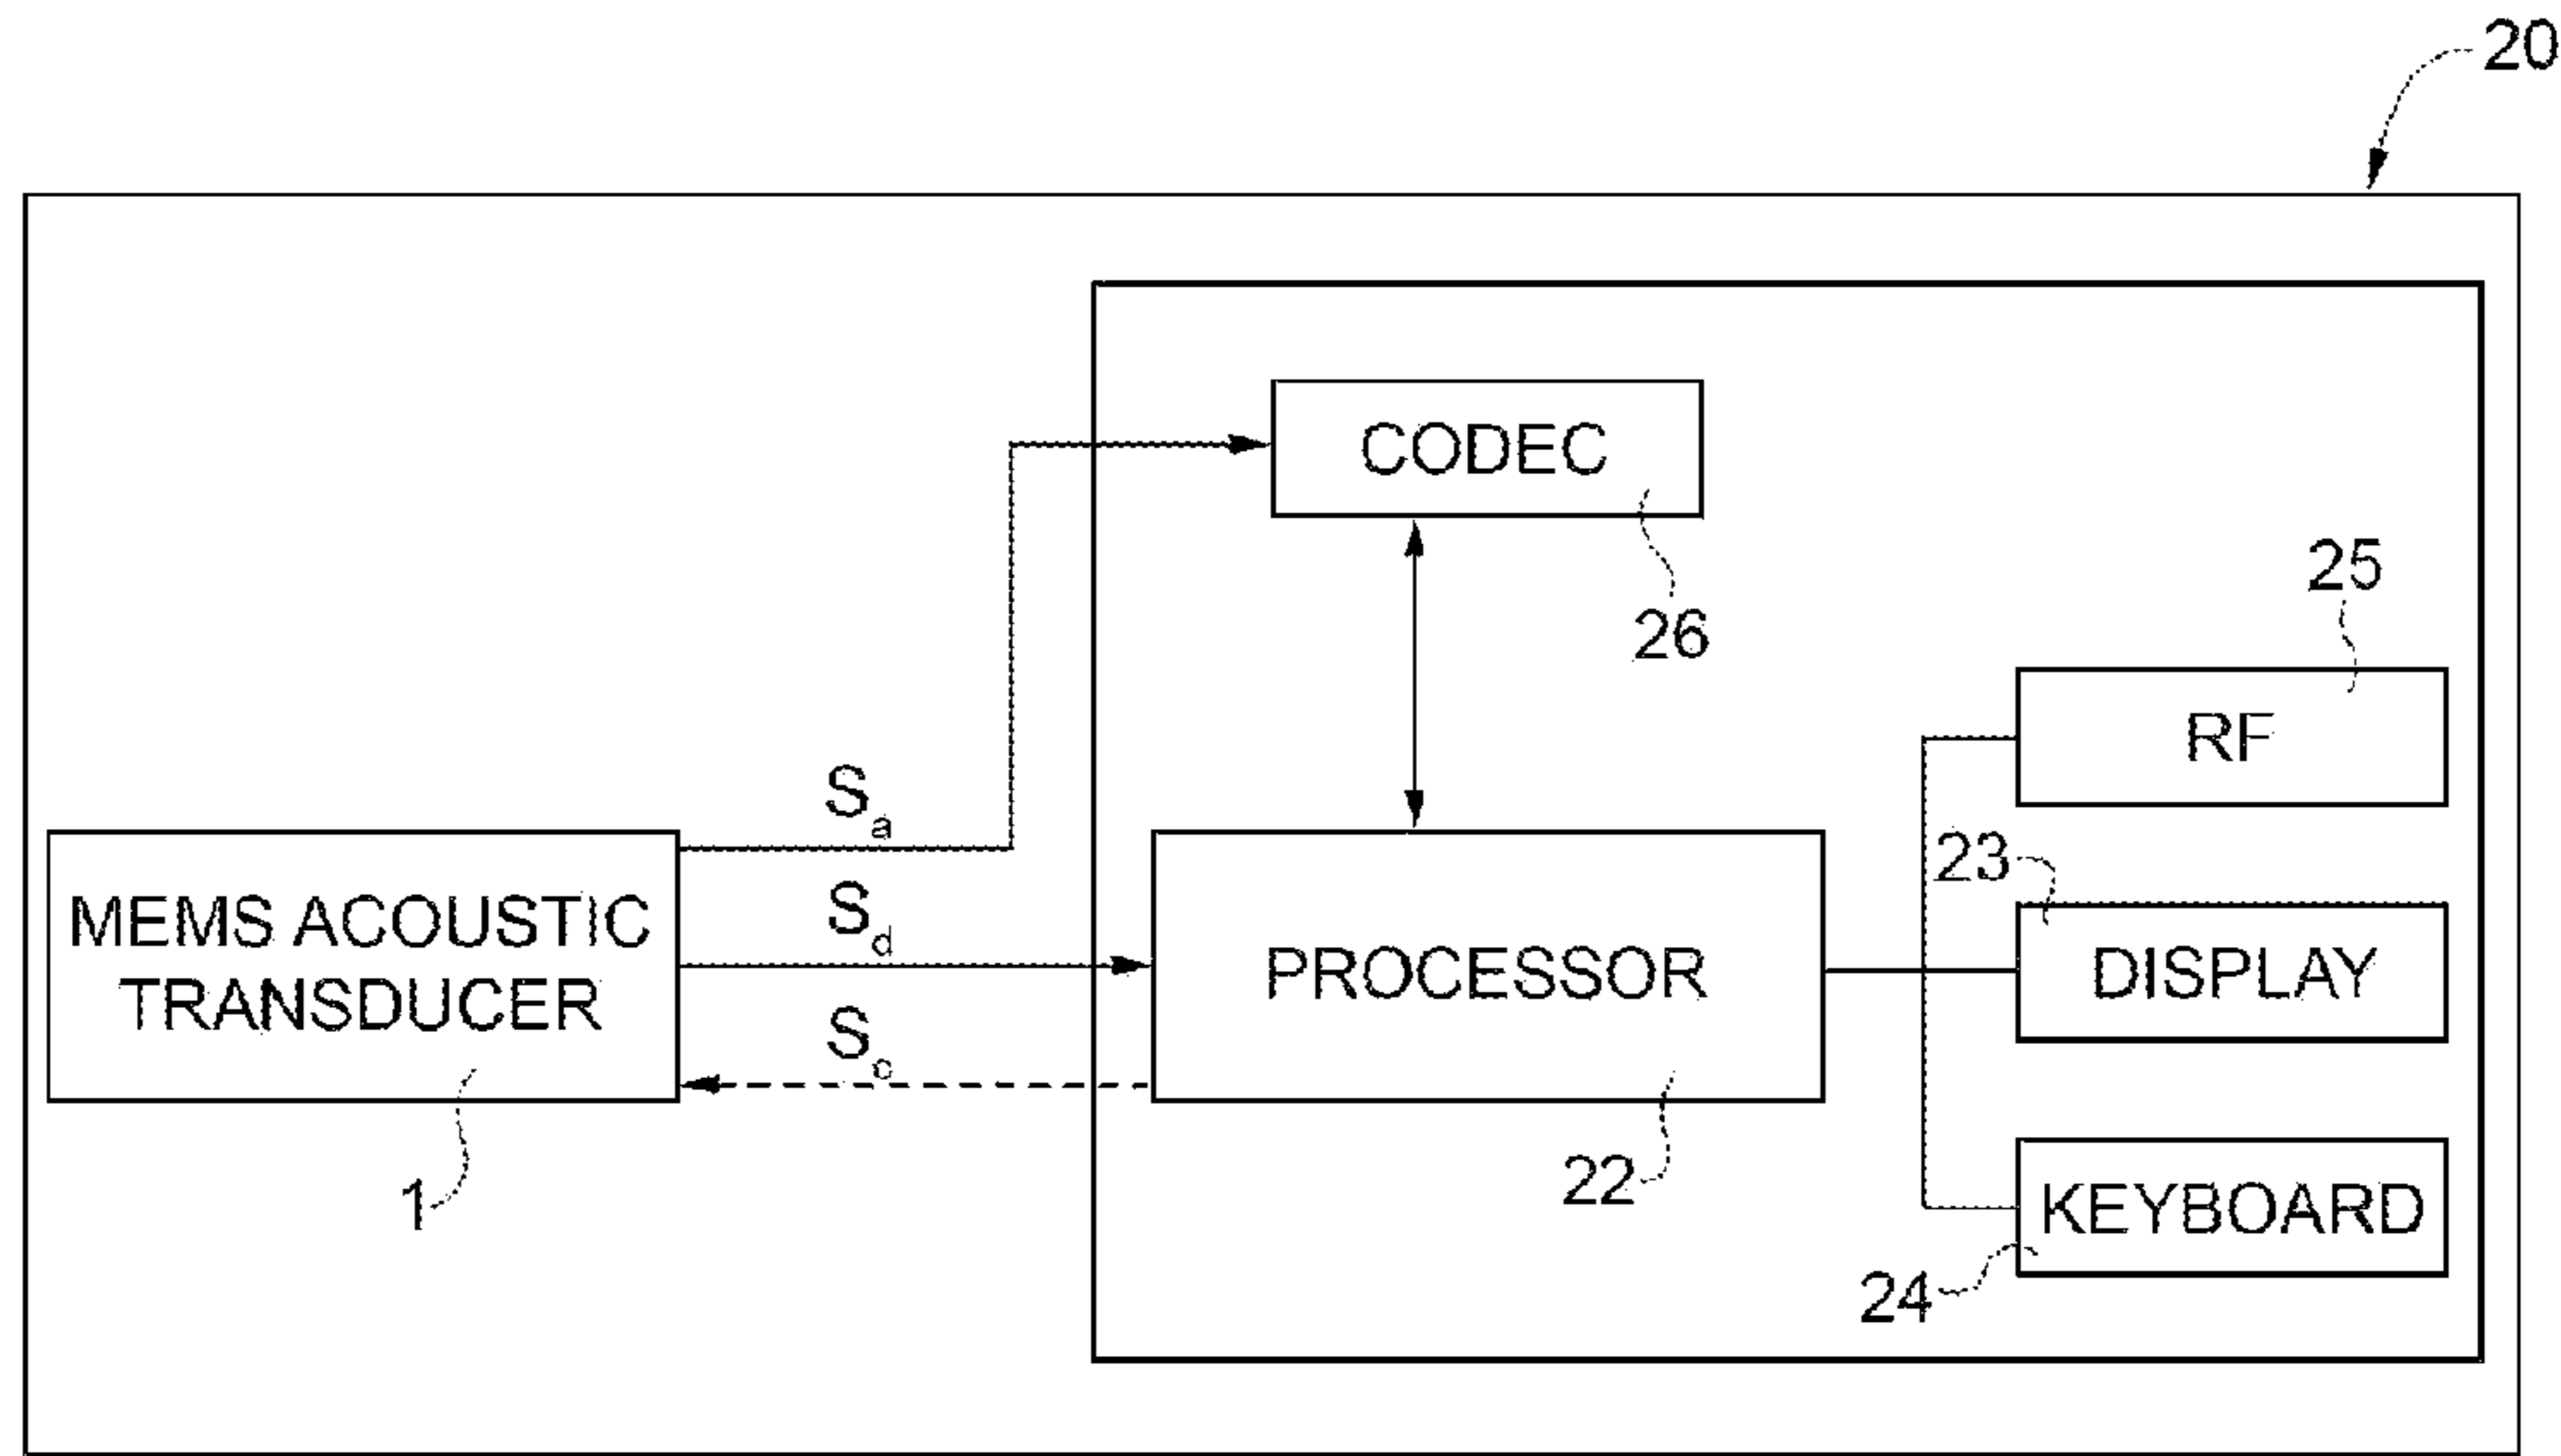 20
CODEC
26
25
RF
Sa
23
MEMS ACOUSTIC
TRANSDUCER
Sd
PROCESSOR
DISPLAY
Sc
1
22
KEYBOARD
24